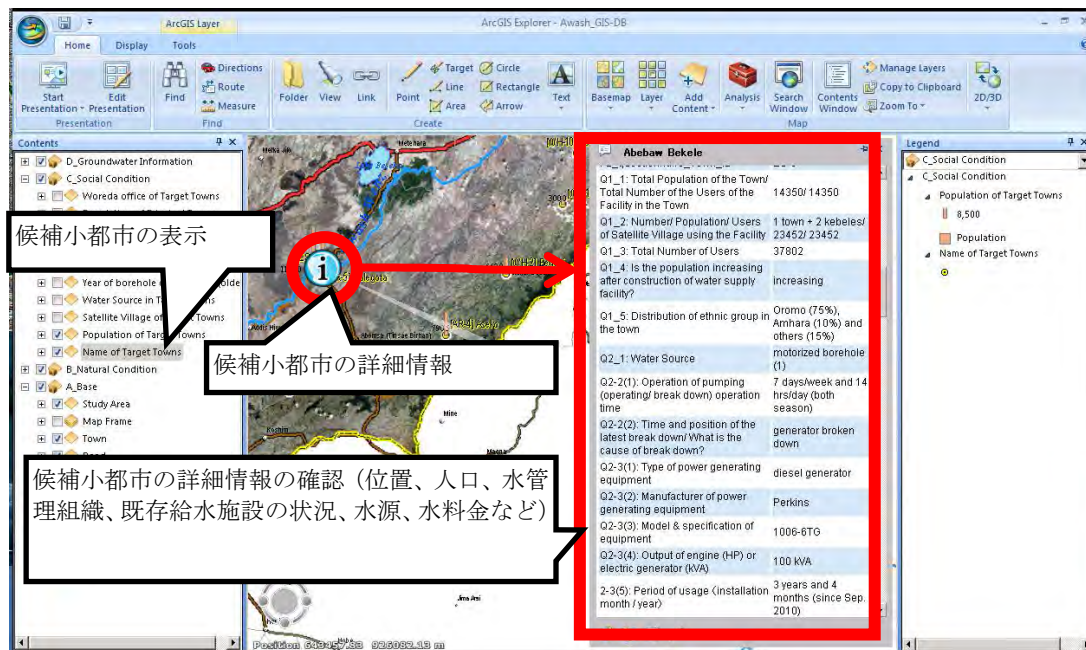 ArcGIS Layer
ArcGIS Explorer - Awash_GIS-DB
Home Display Tools
Start Presentation
Edit Presentation
Find
Directions
Route
Measure
Folder
View
Link
Point
Target
Line
Area
Circle
Rectangle
Arrow
Text
Basemap
Layer
Add Content
Analysis
Search Window
Contents Window
Manage Layers
Copy to Clipboard
Zoom To
2D/3D
Presentation
Find
Create
Map
Contents
D_Groundwater Information
C_Social Condition
Woreda office of Target Towns
候補小都市の表示
Year of borehole
Water Source in
Satellite Village of
Population of Target Towns
Name of Target Towns
B_Natural Condition
A_Base
Study Area
Map Frame
Town
Metehara
候補小都市の詳細情報
Mine
候補小都市の詳細情報の確認（位置、人口、水管
理組織、既存給水施設の状況、水源、水料金など）
Position 643457.83 926082.13 m
Abebaw Bekele
Q1_1: Total Population of the Town/ Total Number of the Users of the Facility in the Town
14350/ 14350
Q1_2: Number/ Population/ Users of Satellite Village using the Facility
1 town + 2 kebeles/ 23452/ 23452
Q1_3: Total Number of Users
37802
Q1_4: Is the population increasing after construction of water supply facility?
increasing
Q1_5: Distribution of ethnic group in the town
Oromo (75%), Amhara (10%) and others (15%)
Q2_1: Water Source
motorized borehole (1)
Q2-2(1): Operation of pumping (operating/ break down) operation time
7 days/week and 14 hrs/day (both season)
Q2-2(2): Time and position of the latest break down/ What is the cause of break down?
generator broken down
Q2-3(1): Type of power generating equipment
diesel generator
Q2-3(2): Manufacturer of power generating equipment
Perkins
Q2-3(3): Model & specification of equipment
1006-6TG
Q2-3(4): Output of engine (HP) or electric generator (kVA)
100 kVA
2-3(5): Period of usage (installation month / year)
3 years and 4 months (since Sep. 2010)
Legend
C_Social Condition
C_Social Condition
Population of Target Towns
8,500
Population
Name of Target Towns